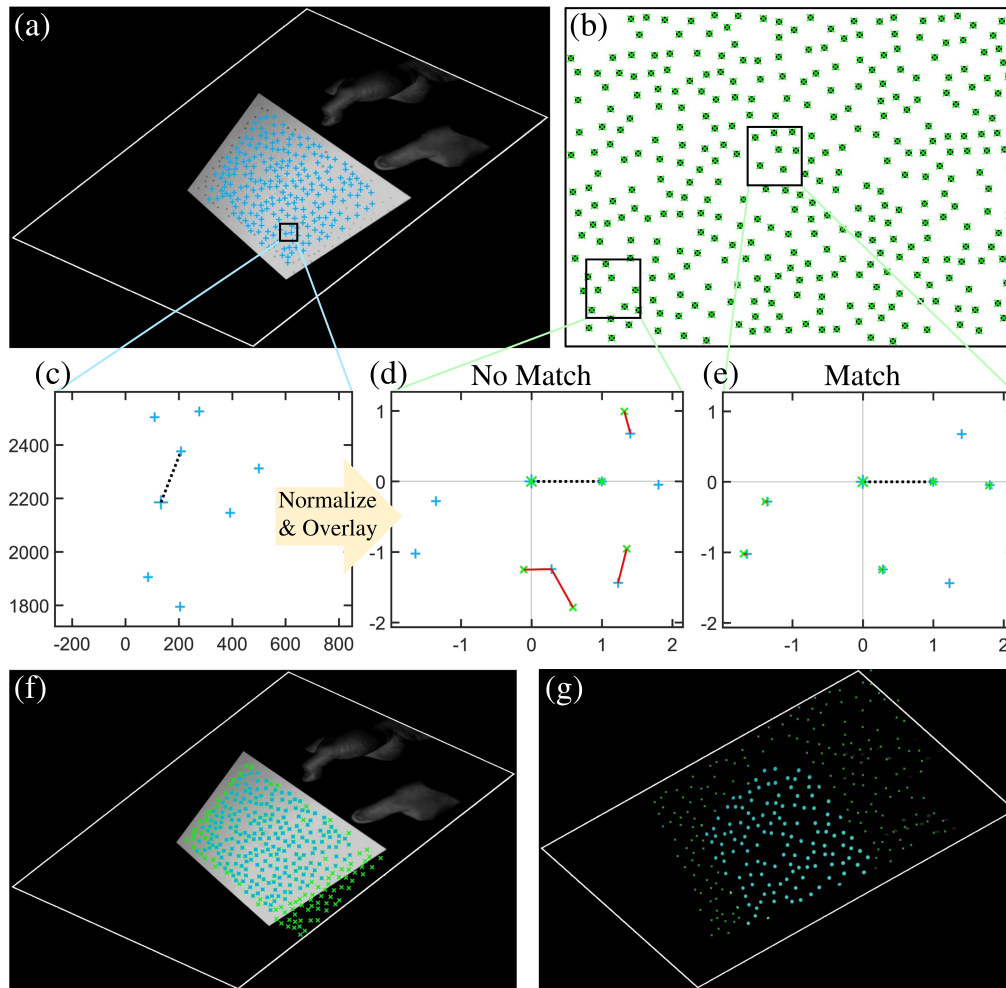 (a)
(b)
(c)
(d) No Match
(e) Match
2400
2200
2000
1800
-200 0 200 400 600 800
Normalize
& Overlay
1
0
-1
-2
-1 0 1 2
1
0
-1
-2
-1 0 1 2
(f)
(g)